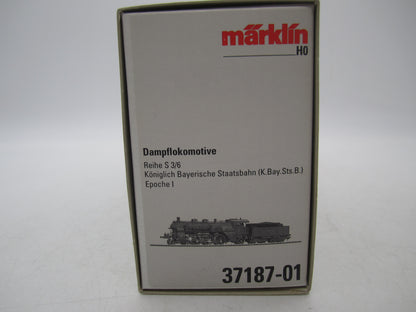 märklin
H0
Dampflokomotive
Reihe S 3/6
Königlich Bayerische Staatsbahn (K.Bay.Sts.B.)
Epoche I
37187-01